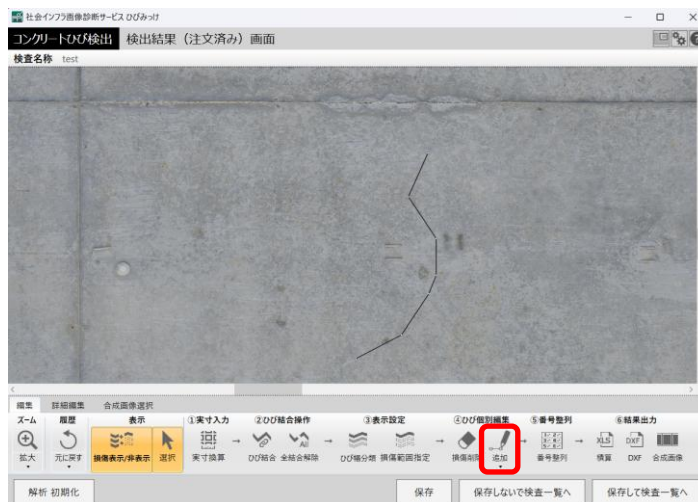 社会インフラ画像診断サービス ひびみっけ
コンクリートひび検出 検出結果（注文済み）画面
検査名称 test
編集 詳細編集 合成画像選択
ズーム 履歴 表示 ①実寸入力 ②ひび結合操作 ③表示設定 ④ひび個別編集 ⑤番号整列 ⑥結果出力
All XLS DXF
拡大 元に戻す 損傷表示/非表示 選択 実寸換算 ひび結合 全結合解除 ひび幅分類 損傷範囲指定 損傷削除 追加 番号整列 積算 DXF 合成画像
解析 初期化 保存 保存しないで検査一覧へ 保存して検査一覧へ